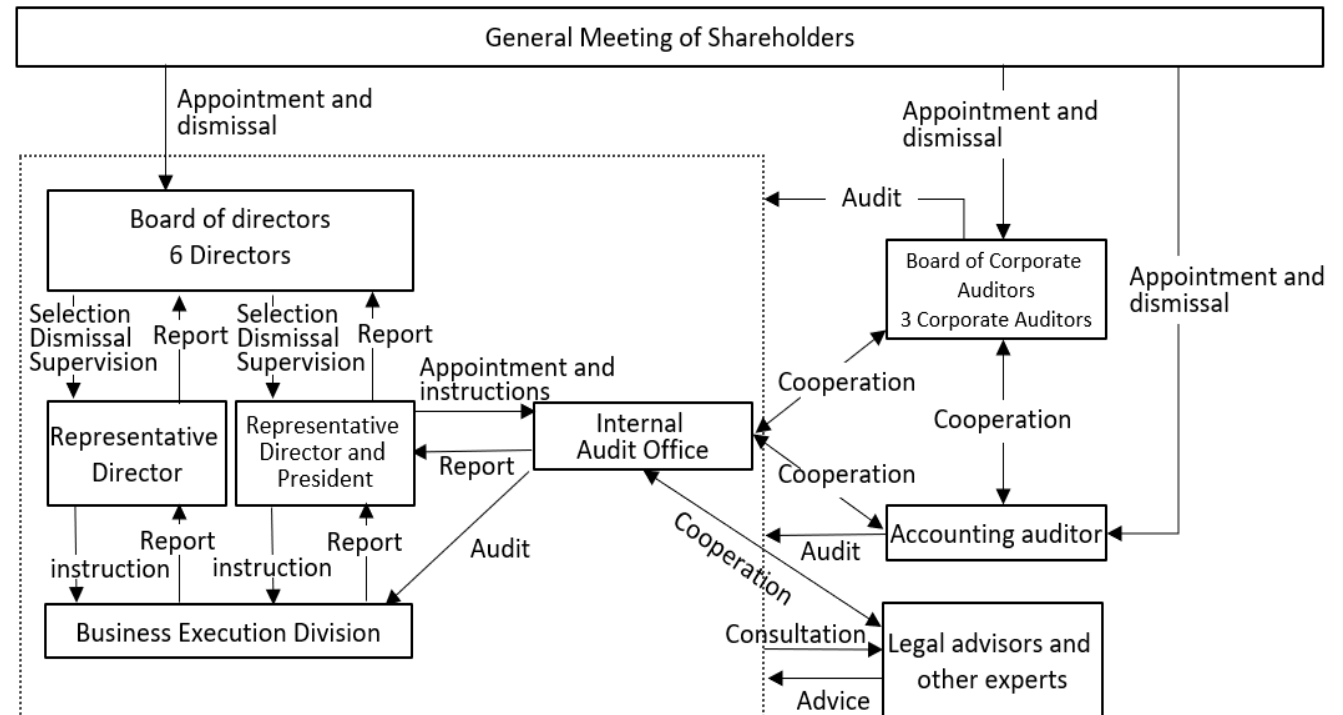 General Meeting of Shareholders
Appointment and
dismissal
Appointment and
dismissal
Appointment and
dismissal
Board of directors
6 Directors
Audit
Board of Corporate
Auditors
3 Corporate Auditors
Selection
Dismissal
Supervision
Report
Selection
Dismissal
Supervision
Report
Appointment and
instructions
Cooperation
Cooperation
Representative
Director
Representative
Director and
President
Internal
Audit Office
Report
Cooperation
Accounting auditor
Audit
instruction
Report
instruction
Report
Audit
Cooperation
Business Execution Division
Consultation
Advice
Legal advisors and
other experts